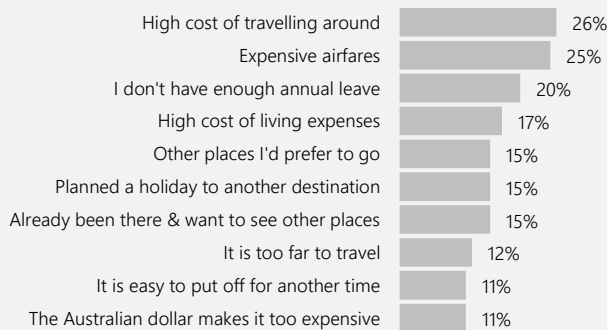 High cost of travelling around 26%
Expensive airfares 25%
I don't have enough annual leave 20%
High cost of living expenses 17%
Other places I'd prefer to go 15%
Planned a holiday to another destination 15%
Already been there & want to see other places 15%
It is too far to travel 12%
It is easy to put off for another time 11%
The Australian dollar makes it too expensive 11%